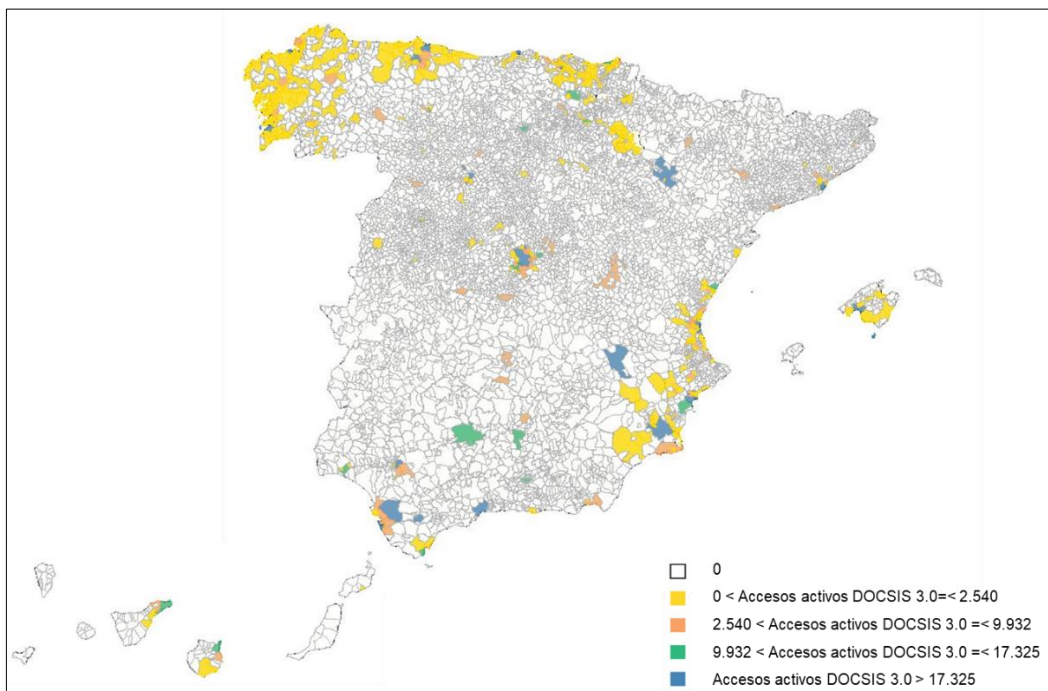 0
0 < Accesos activos DOCSIS 3.0=< 2.540
2.540 < Accesos activos DOCSIS 3.0 =< 9.932
9.932 < Accesos activos DOCSIS 3.0 =< 17.325
Accesos activos DOCSIS 3.0 > 17.325